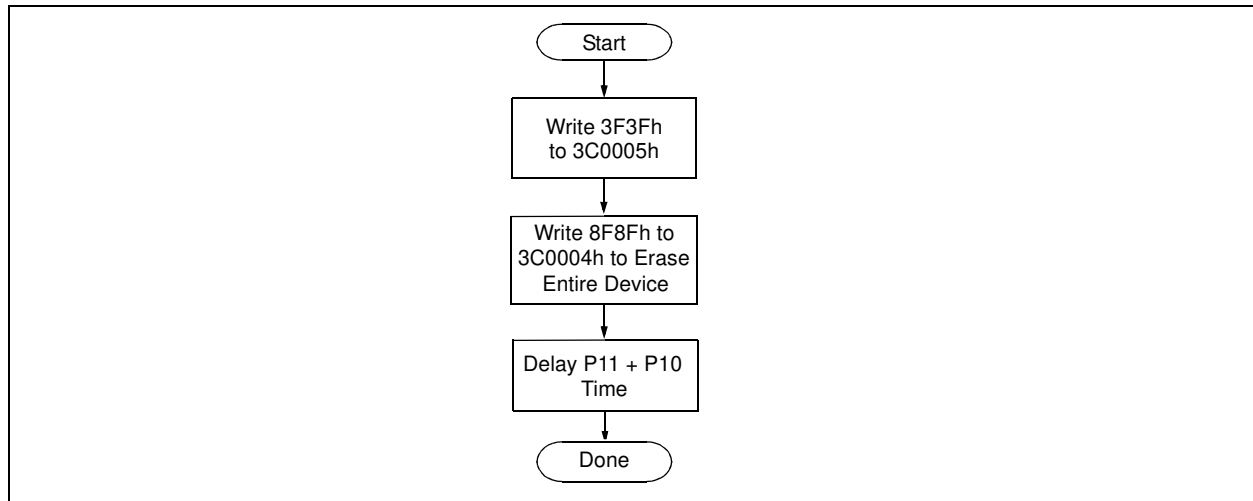 Start
Write 3F3Fh
to 3C0005h
Write 8F8Fh to
3C0004h to Erase
Entire Device
Delay P11 + P10
Time
Done